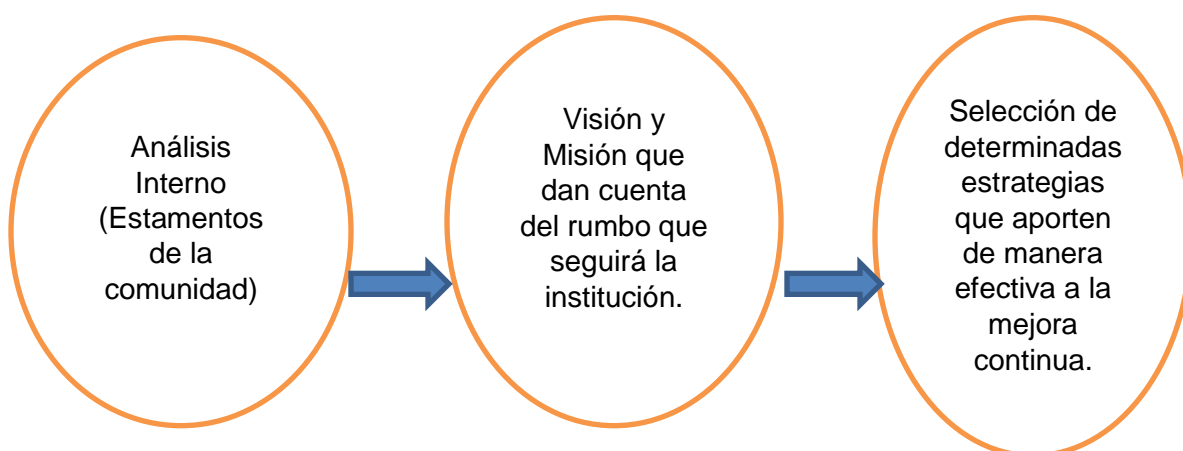 Análisis
Interno
(Estamentos
de la
comunidad)
Visión y
Misión que
dan cuenta
del rumbo que
seguirá la
institución.
Selección de
determinadas
estrategias
que aporten
de manera
efectiva a la
mejora
continua.